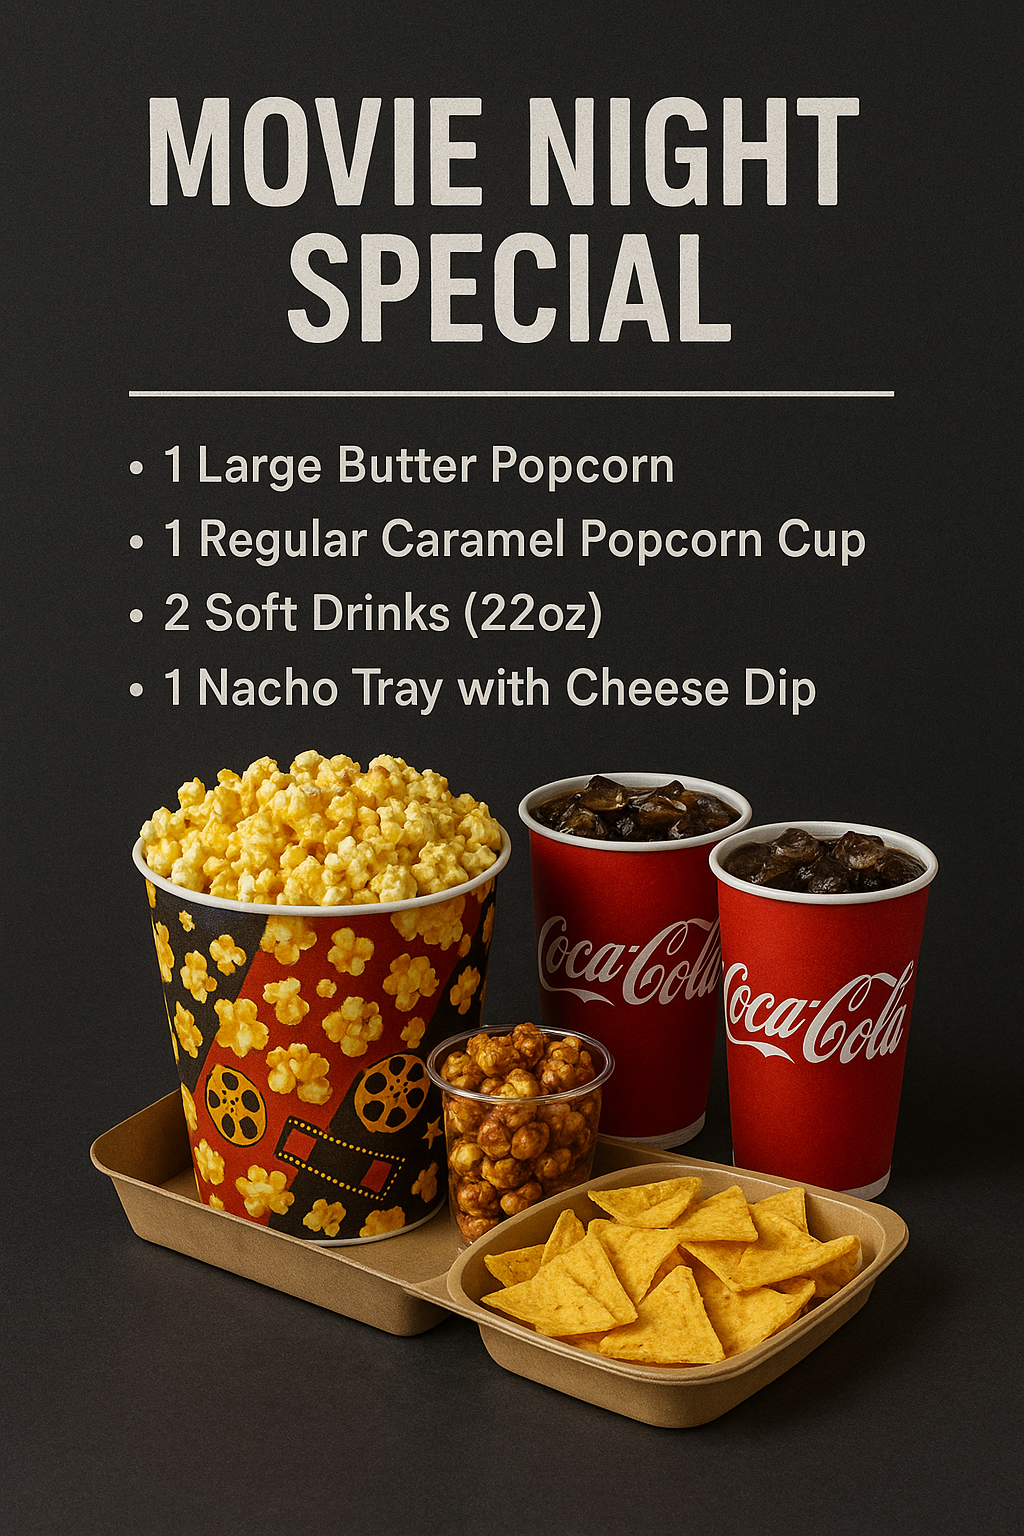 MOVIE NIGHT
SPECIAL
• 1 Large Butter Popcorn
• 1 Regular Caramel Popcorn Cup
• 2 Soft Drinks (22oz)
• 1 Nacho Tray with Cheese Dip
Coca-Cola
Coca-Cola